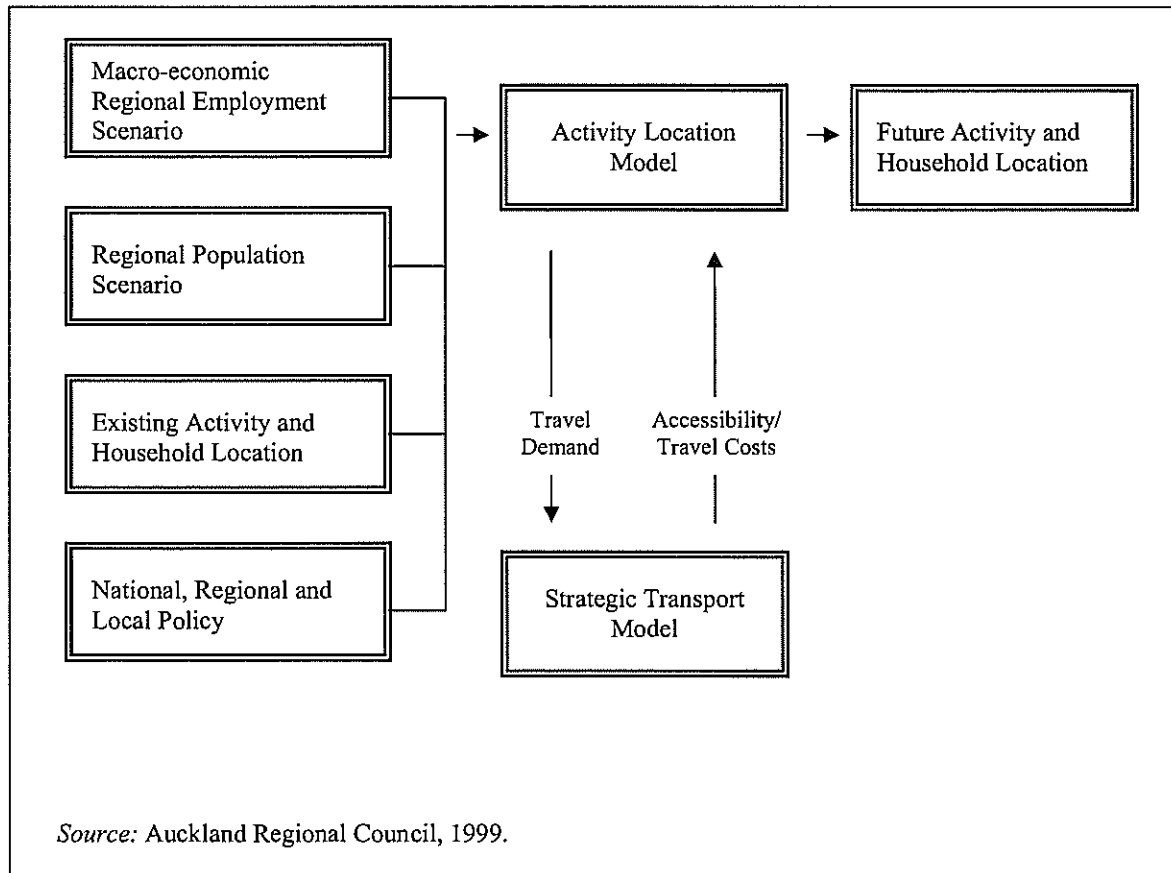 Macro-economic
Regional Employment
Scenario
Activity Location
Model
Future Activity and
Household Location
Regional Population
Scenario
Existing Activity and
Household Location
Travel
Demand
Accessibility/
Travel Costs
National, Regional and
Local Policy
Strategic Transport
Model
Source: Auckland Regional Council, 1999.